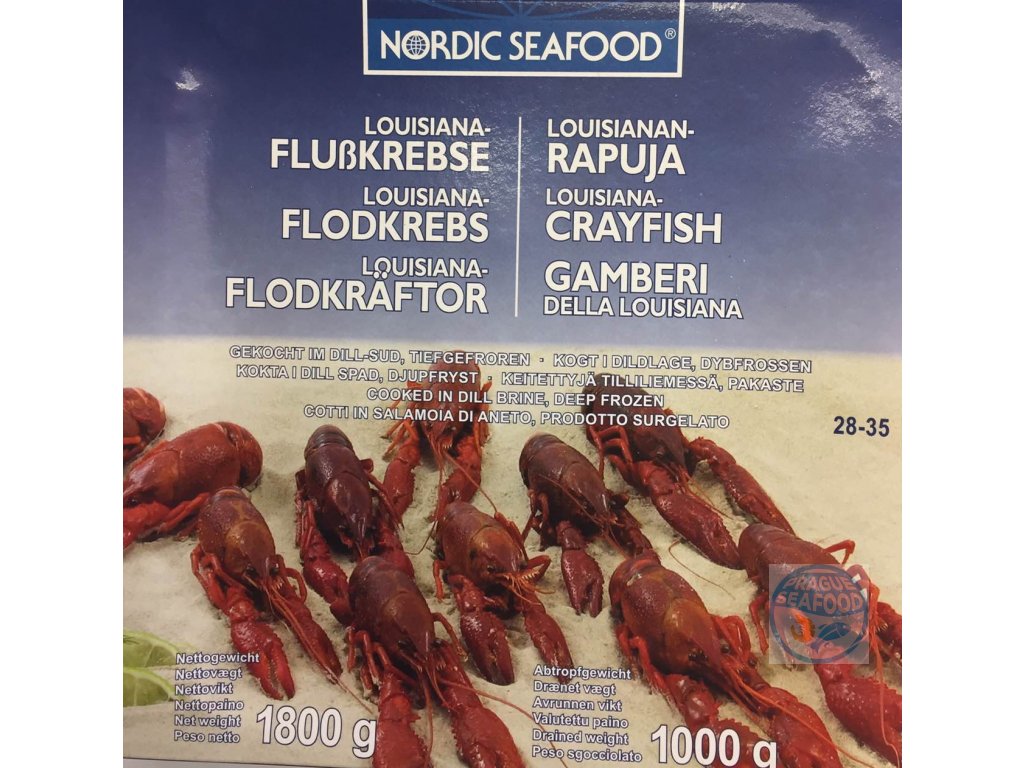 NORDIC SEAFOOD®
LOUISIANA-
FLUßKREBSE
LOUISIANA-
FLODKREBS
LOUISIANA-
FLODKRÄFTOR
LOUISIANAN-
RAPUJA
LOUISIANA-
CRAYFISH
GAMBERI
DELLA LOUISIANA
GEKOCHT IM DILL-SUD, TIEFGEFROREN · KOGT I DILDLAGE, DYBFROSSEN
KOKTA I DILL SPAD, DJUPFRYST · KEITETTYJÄ TILLILIEMESSÄ, PAKASTE
COOKED IN DILL BRINE, DEEP FROZEN
COTTI IN SALAMOIA DI ANETO, PRODOTTO SURGELATO
28-35
PRAGUE
SEAFOOD
Nettogewicht
Nettovægt
Nettovikt
Nettopaino
Net weight
Peso netto
1800 g
Abtropfgewicht
Drænet vægt
Avrunnen vikt
Valutettu paino
Drained weight
Peso sgocciolato
1000 g